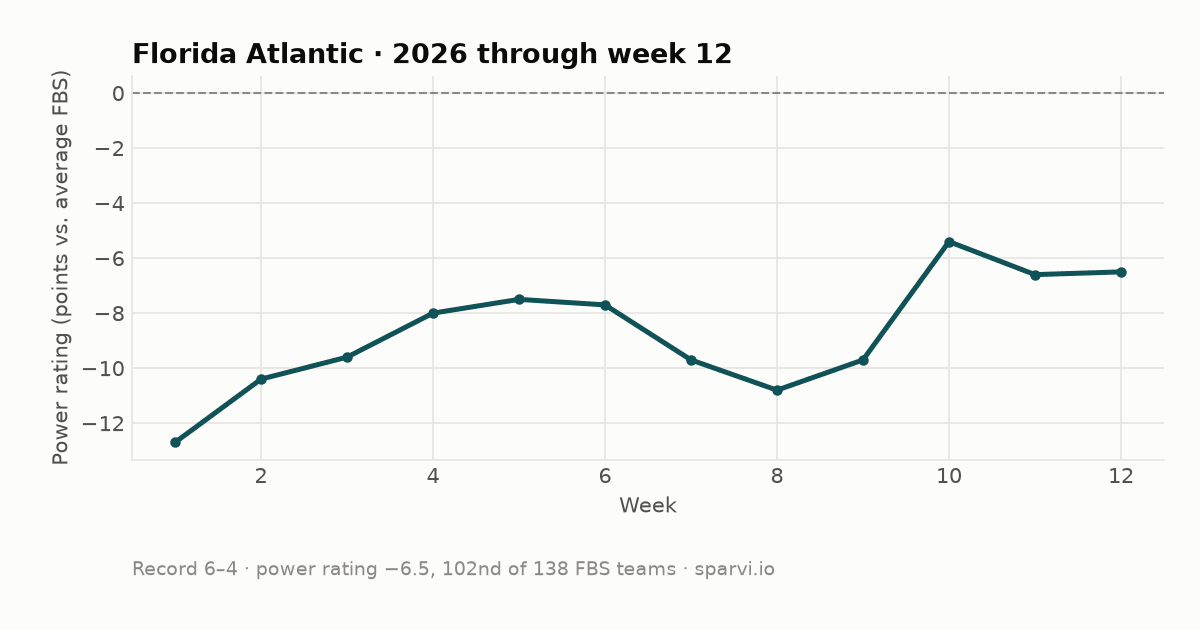 Florida Atlantic · 2026 through week 12
Power rating (points vs. average FBS)
0
−2
−4
−6
−8
−10
−12
2 4 6 8 10 12
Week
Record 6–4 · power rating −6.5, 102nd of 138 FBS teams · sparvi.io